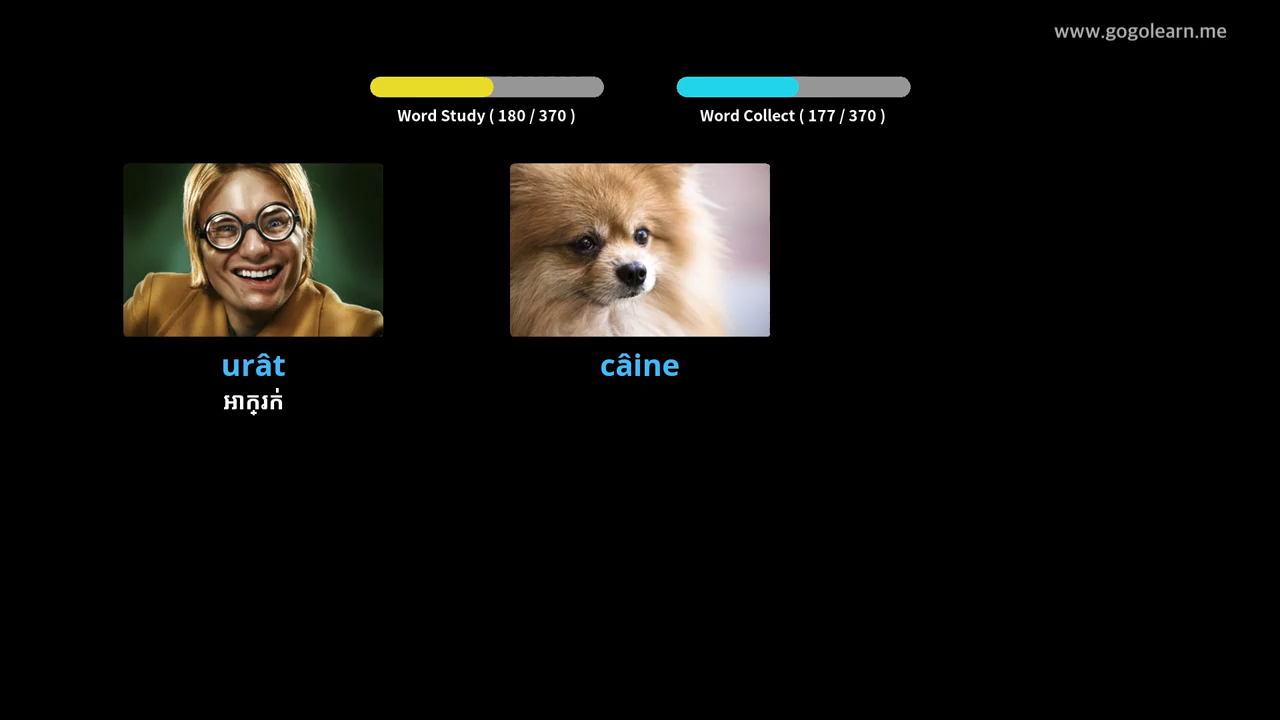 www.gogolearn.me
Word Study ( 180 / 370 )
Word Collect ( 177 / 370 )
urât
câine
អាក្រក់